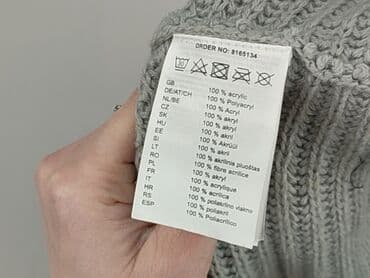 ORDER NO: 8165134
GB 100 % acrylic
DE/AT/CH 100 % Polyacryl
NL/BE 100 % Acryl
CZ 100 % akryl
SK 100 % akryl
HU 100 % akril
EE 100 % Akrüül
SI 100 % akril
LT 100 % akrilinis pluoštas
RO 100 % fibre acrilice
PL 100 % akryl
FR 100 % acrylique
IT 100 % acrilica
HR 100 % poliakrilno vlakno
RS 100 % poliakril
ESP 100 % Poliacrílico